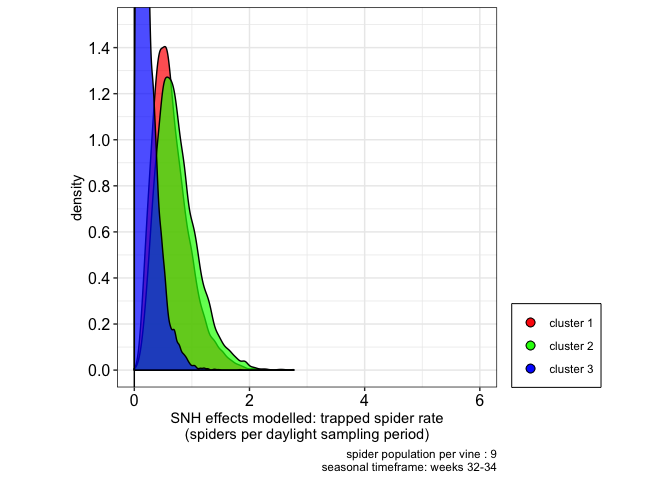 1.4
1.2
1.0
0.8
0.6
0.4
0.2
0.0
density
0 2 4 6
SNH effects modelled: trapped spider rate
(spiders per daylight sampling period)
cluster 1
cluster 2
cluster 3
spider population per vine : 9
seasonal timeframe: weeks 32-34